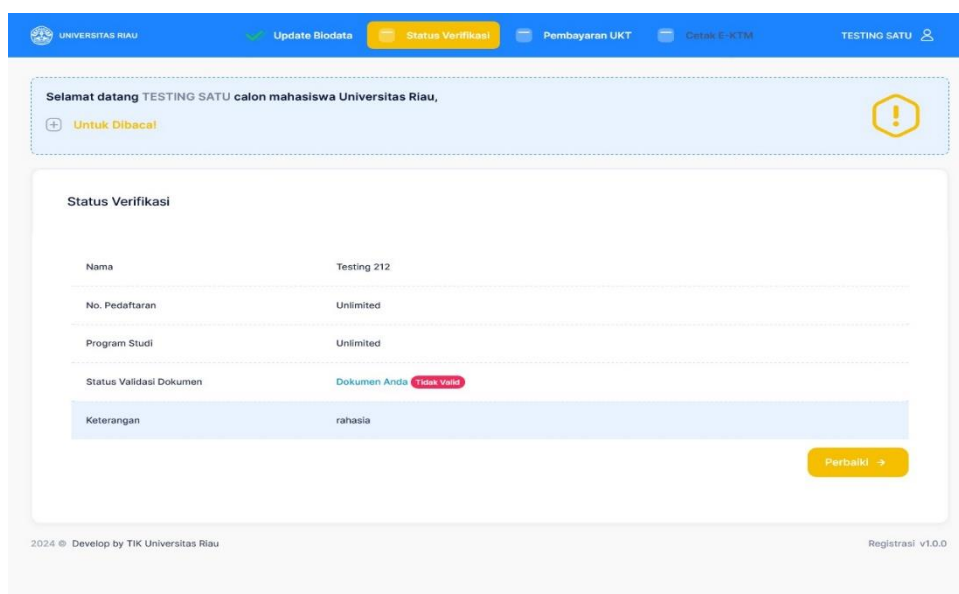 UNIVERSITAS RIAU Update Biodata Status Verifikasi Pembayaran UKT Cetak E-KTM TESTING SATU
Selamat datang TESTING SATU calon mahasiswa Universitas Riau,
Untuk Dibaca!
Status Verifikasi
Nama Testing 212
No. Pedaftaran Unlimited
Program Studi Unlimited
Status Validasi Dokumen Dokumen Anda Tidak Valid
Keterangan rahasia
Perbaiki →
2024 © Develop by TIK Universitas Riau Registrasi v1.0.0